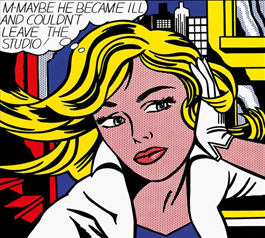 M-MAYBE HE BECAME ILL
AND COULDN'T
LEAVE THE
STUDIO!